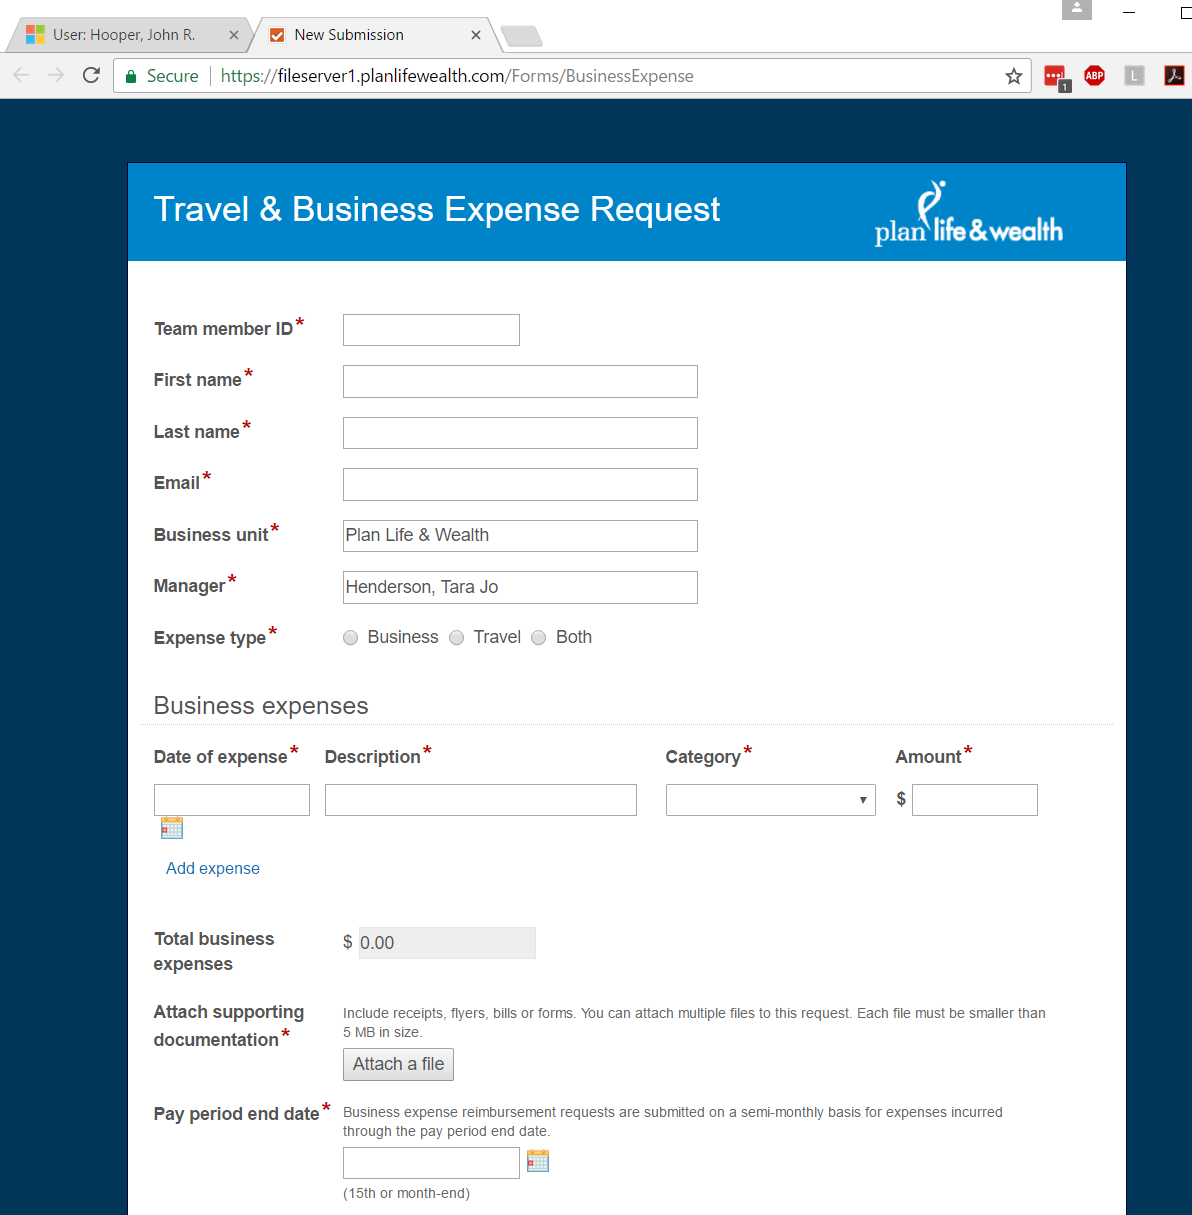 User: Hooper, John R.
New Submission
Secure
https://fileserver1.planlifewealth.com/Forms/BusinessExpense
1
ABP
L
Travel & Business Expense Request
plan life & wealth
Team member ID*
First name*
Last name*
Email*
Business unit* Plan Life & Wealth
Manager* Henderson, Tara Jo
Expense type* Business Travel Both
Business expenses
Date of expense* Description* Category* Amount*
$
Add expense
Total business
expenses
$ 0.00
Attach supporting
documentation*
Include receipts, flyers, bills or forms. You can attach multiple files to this request. Each file must be smaller than
5 MB in size.
Attach a file
Pay period end date*
Business expense reimbursement requests are submitted on a semi-monthly basis for expenses incurred
through the pay period end date.
(15th or month-end)